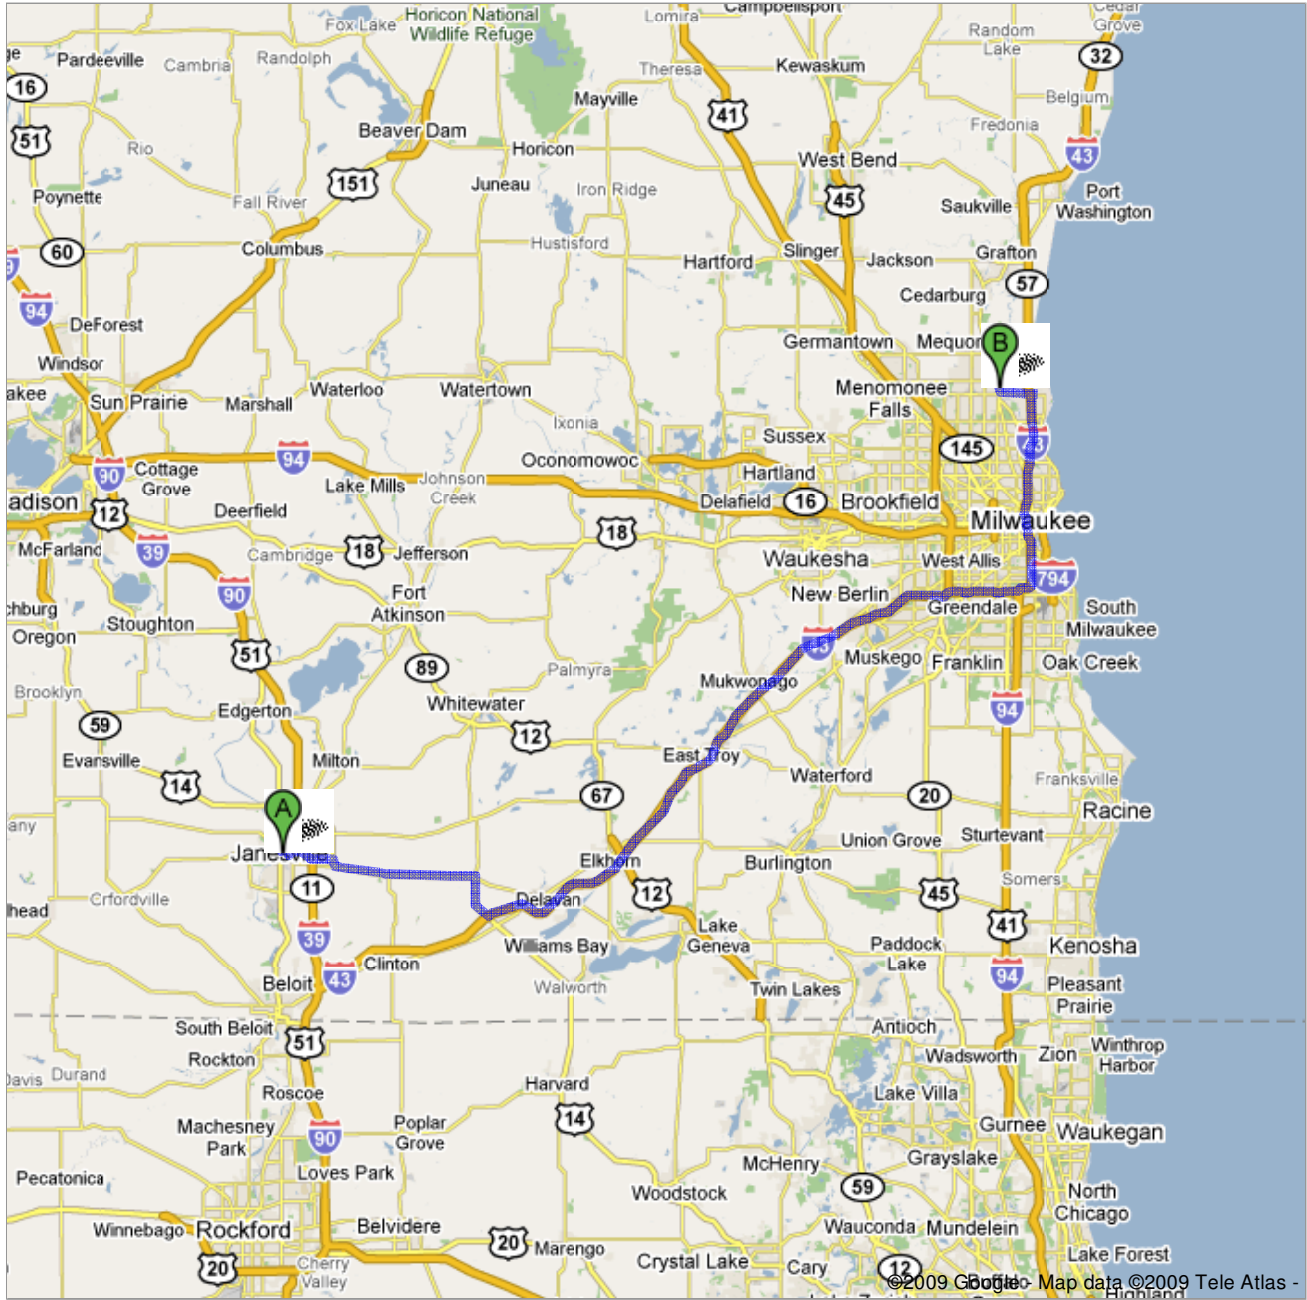 Horicon National
Wildlife Refuge
Fox Lake
Lomira
Campbellsport
Cedar
Grove
Random
Lake
32
Pardeeville
Cambria
Randolph
Theresa
Kewaskum
16
Mayville
41
Belgium
51
Beaver Dam
Fredonia
Rio
Horicon
43
West Bend
151
Juneau
Iron Ridge
45
Port
Washington
Poynette
Fall River
Saukville
60
Columbus
Hustisford
Slinger
Jackson
Grafton
Hartford
57
94
Cedarburg
DeForest
Germantown
Mequon
B
Windsor
Waterloo
Watertown
Menomonee
Falls
Sun Prairie
Marshall
Ixonia
Sussex
145
43
94
90
Cottage
Grove
Oconomowoc
Hartland
Lake Mills
Johnson
Creek
Delafield
16
Brookfield
adison
12
Deerfield
Milwaukee
18
McFarland
39
Cambridge
18
Jefferson
Waukesha
West Allis
794
90
Fort
Atkinson
New Berlin
Greendale
South
Milwaukee
chburg
Oregon
Stoughton
43
51
89
Palmyra
Muskego
Franklin
Oak Creek
Brooklyn
Mukwonago
Edgerton
Whitewater
94
59
12
Evansville
Milton
East Troy
Waterford
Franksville
14
67
20
Racine
A
any
Janesville
Union Grove
Sturtevant
11
Elkhorn
Burlington
Somers
Crfordville
Delavan
12
45
lhead
39
Lake
Geneva
41
Williams Bay
Paddock
Lake
Kenosha
Clinton
43
94
Beloit
Walworth
Twin Lakes
Pleasant
Prairie
South Beloit
51
Antioch
Rockton
Wadsworth
Zion
Winthrop
Harbor
Davis
Durand
Harvard
Roscoe
Lake Villa
Machesney
Park
Poplar
Grove
14
Gurnee
Waukegan
90
McHenry
Grayslake
Pecatonica
Loves Park
Woodstock
59
North
Chicago
Winnebago
Rockford
Belvidere
Wauconda
Mundelein
20
Marengo
Lake Forest
20
Cherry
Valley
Crystal Lake
Cary
12
©2009 Google - Map data ©2009 Tele Atlas -
Highland